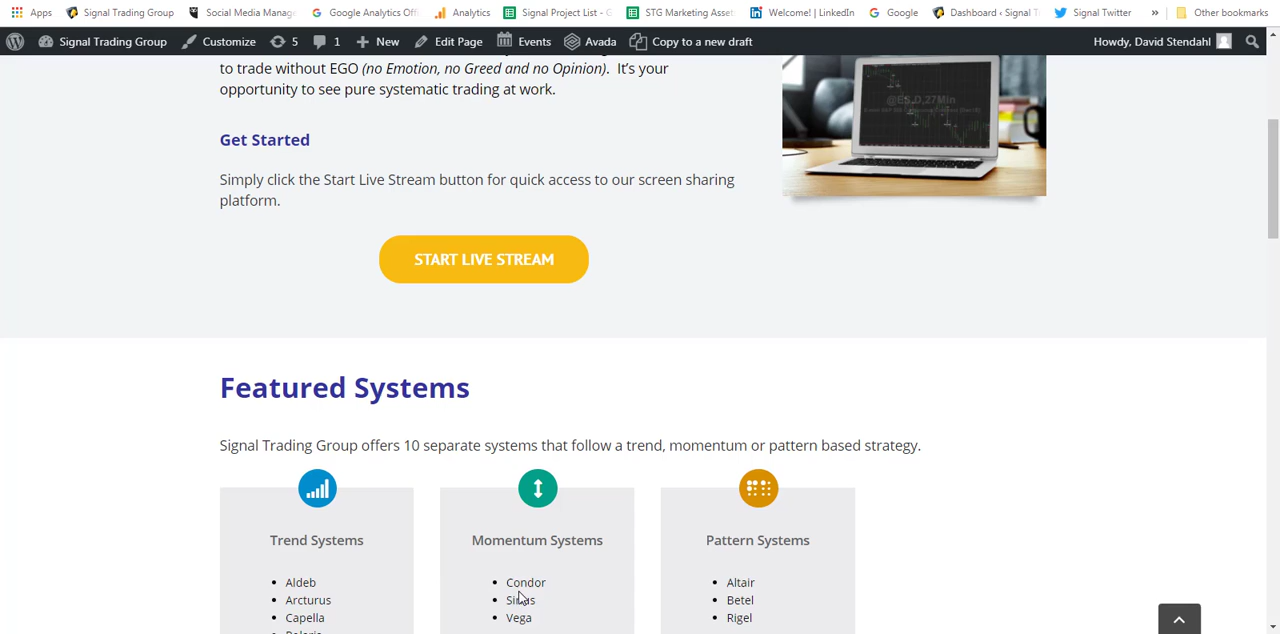 Apps Signal Trading Group Social Media Manage Google Analytics Offi Analytics Signal Project List - G STG Marketing Asset Welcome! | LinkedIn Google Dashboard ‹ Signal T Signal Twitter » Other bookmarks
Signal Trading Group Customize 5 1 New Edit Page Events Avada Copy to a new draft Howdy, David Stendahl
to trade without EGO (no Emotion, no Greed and no Opinion). It's your
opportunity to see pure systematic trading at work.
@ES.D,27Min
Get Started
Simply click the Start Live Stream button for quick access to our screen sharing
platform.
START LIVE STREAM
Featured Systems
Signal Trading Group offers 10 separate systems that follow a trend, momentum or pattern based strategy.
Trend Systems
• Aldeb
• Arcturus
• Capella
Momentum Systems
• Condor
• Sirius
• Vega
Pattern Systems
• Altair
• Betel
• Rigel